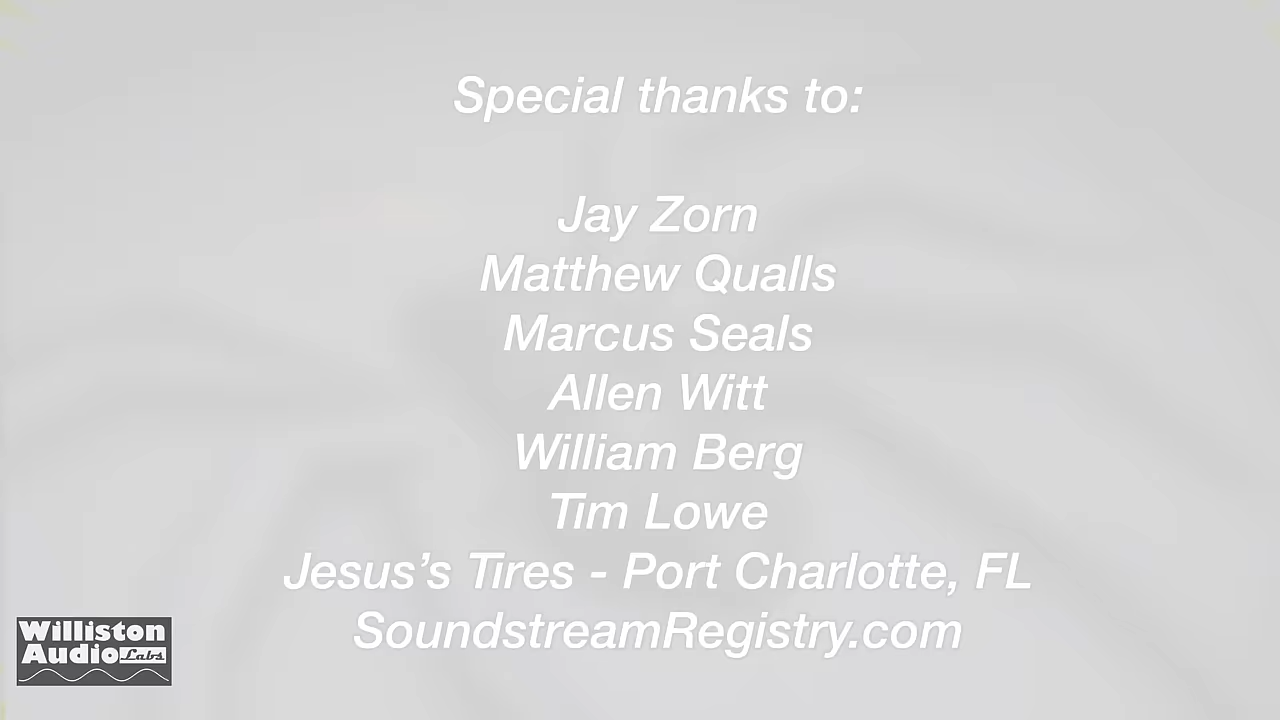 Special thanks to:
Jay Zorn
Matthew Qualls
Marcus Seals
Allen Witt
William Berg
Tim Lowe
Jesus’s Tires - Port Charlotte, FL
SoundstreamRegistry.com
Williston
Audio Labs